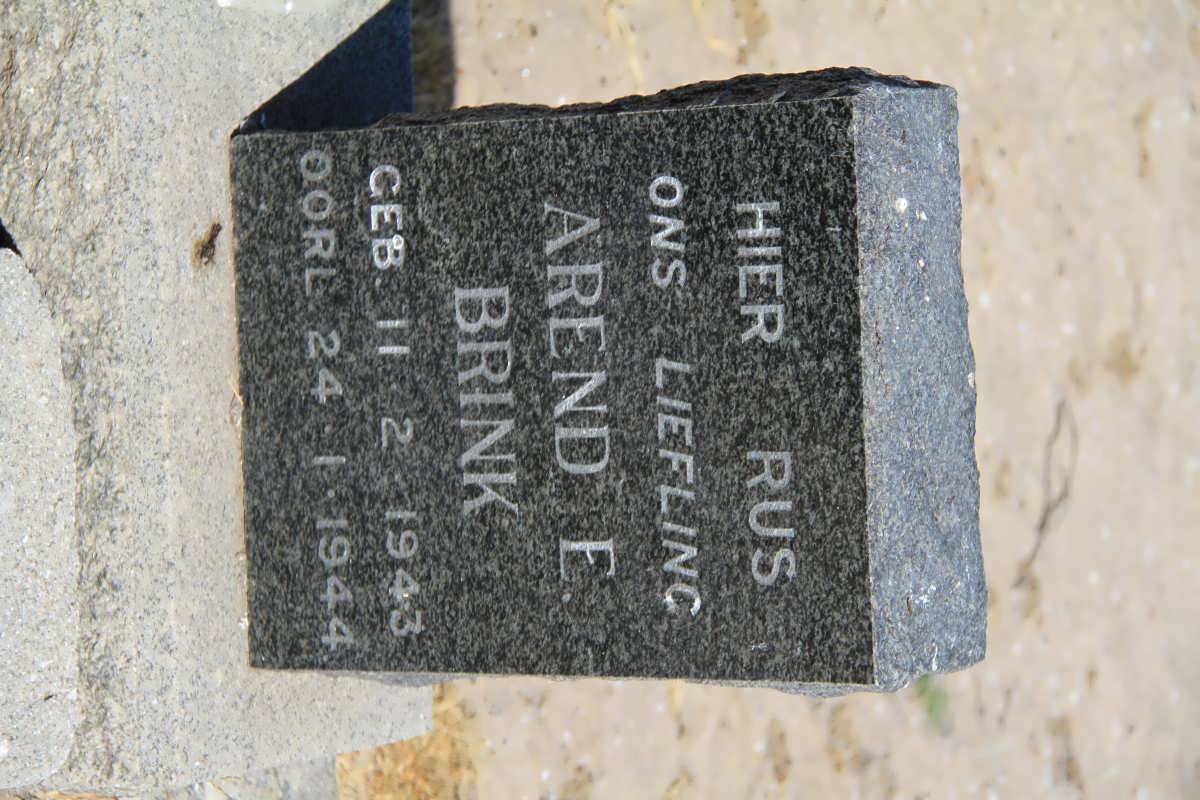 HIER RUS
ONS LIEFLING
AREND E.
BRINK
GEB. 11. 2. 1943
OORL. 24. 1. 1944